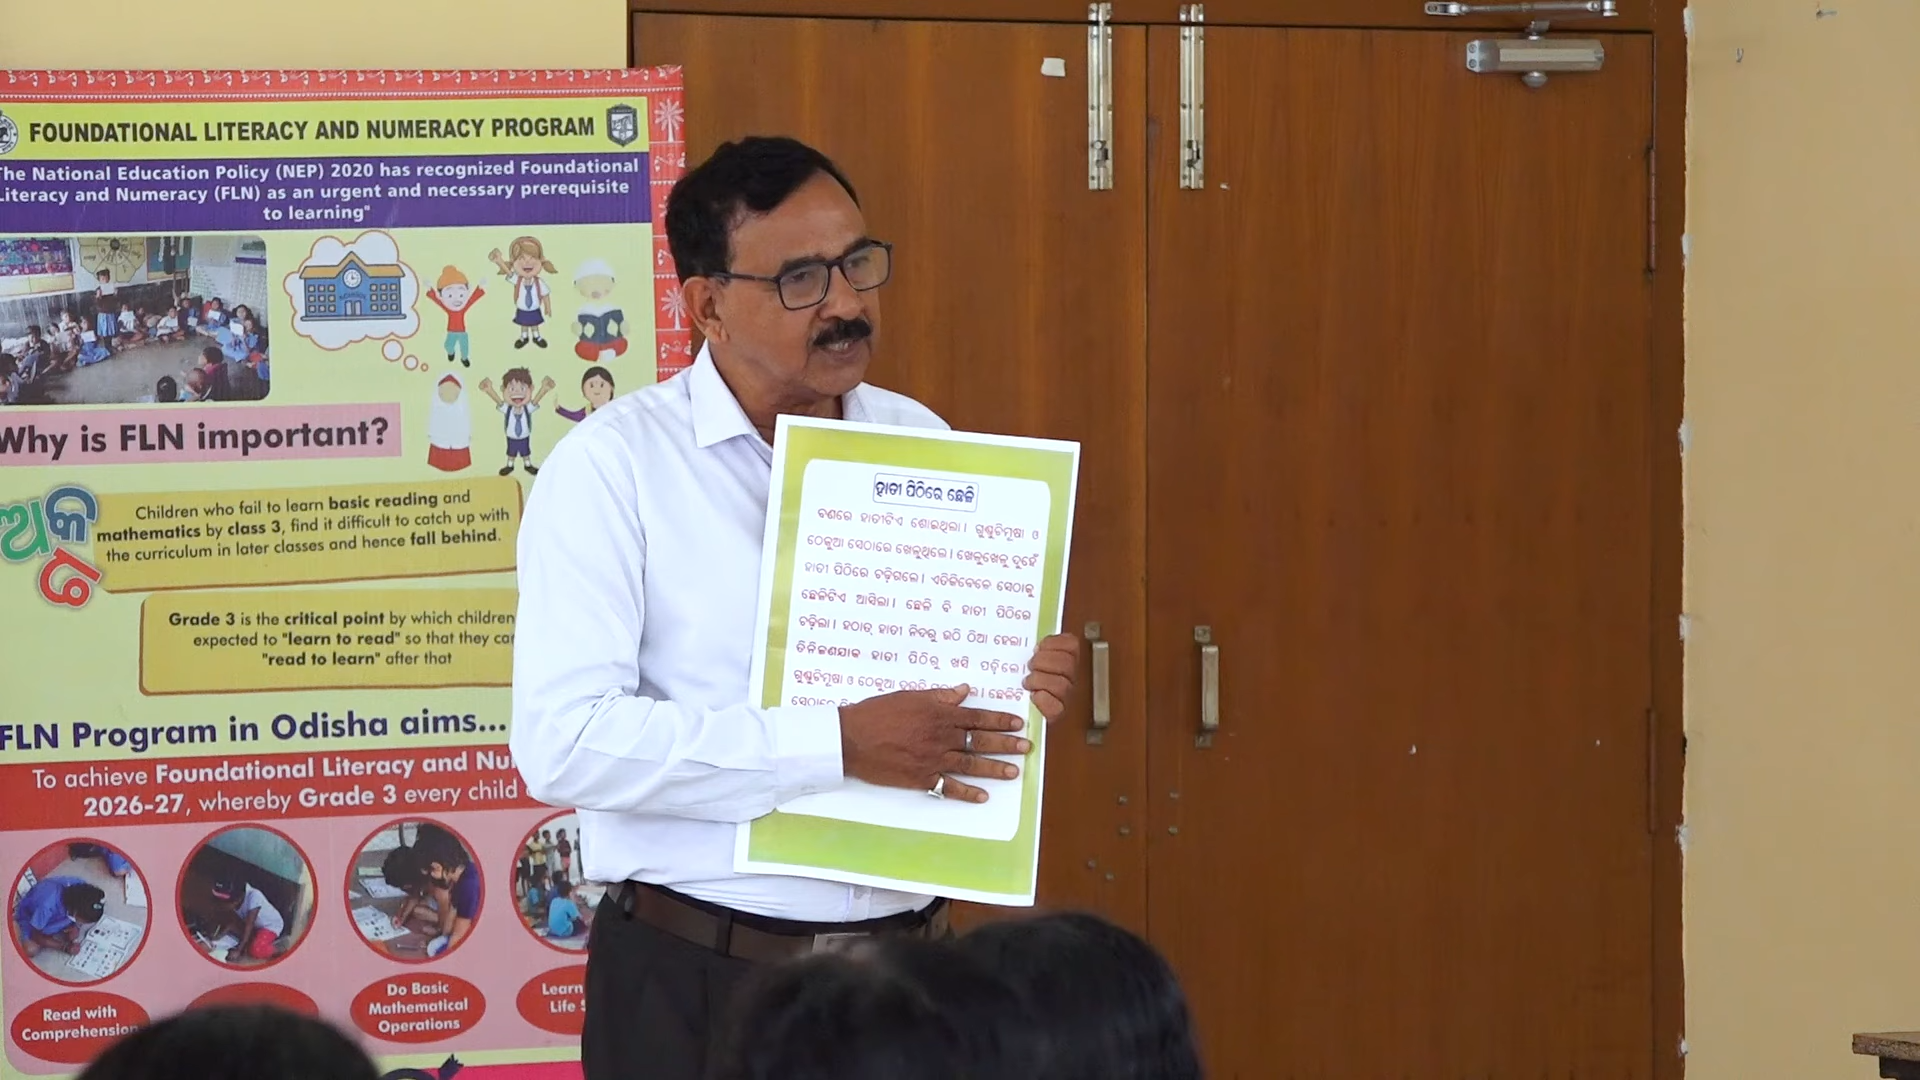 FOUNDATIONAL LITERACY AND NUMERACY PROGRAM
The National Education Policy (NEP) 2020 has recognized Foundational
Literacy and Numeracy (FLN) as an urgent and necessary prerequisite
to learning"
Why is FLN important?
ଅ କ
ଗ
Children who fail to learn basic reading and
mathematics by class 3, find it difficult to catch up with
the curriculum in later classes and hence fall behind.
Grade 3 is the critical point by which children
expected to "learn to read" so that they can
"read to learn" after that
FLN Program in Odisha aims...
To achieve Foundational Literacy and Nu
2026-27, whereby Grade 3 every child
Read with
Comprehension
Do Basic
Mathematical
Operations
Learn
Life
ହାତୀ ପିଠିରେ ଛେଳି
ବଣରେ ହାତୀଟିଏ ଶୋଇଥିଲା। ଗୁଣ୍ଡୁଚିମୂଷା ଓ
ଠେକୁଆ ସେଠାରେ ଖେଳୁଥିଲେ। ଖେଳୁଖେଳୁ ଦୁହେଁ
ହାତୀ ପିଠିରେ ଚଢ଼ିଗଲେ। ଏତିକିବେଳେ ସେଠାକୁ
ଛେଳିଟିଏ ଆସିଲା। ଛେଳି ବି ହାତୀ ପିଠିରେ
ଚଢ଼ିଲା। ହଠାତ୍ ହାତୀ ନିଦରୁ ଉଠି ଠିଆ ହେଲା।
ତିନିଜଣଯାକ ହାତୀ ପିଠିରୁ ଖସି ପଡ଼ିଲେ।
ଗୁଣ୍ଡୁଚିମୂଷା ଓ ଠେକୁଆ ଛେଳିଟି
ସେଠାରେ